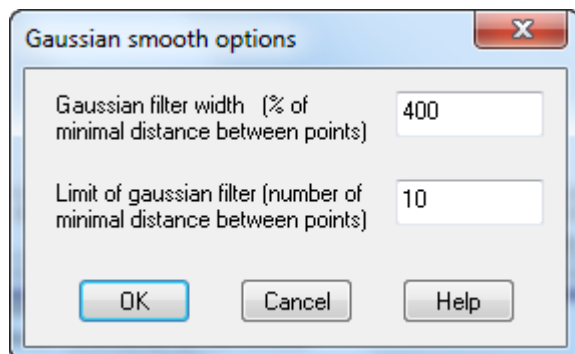 Gaussian smooth options
Gaussian filter width (% of
minimal distance between points)
400
Limit of gaussian filter (number of
minimal distance between points)
10
OK Cancel Help